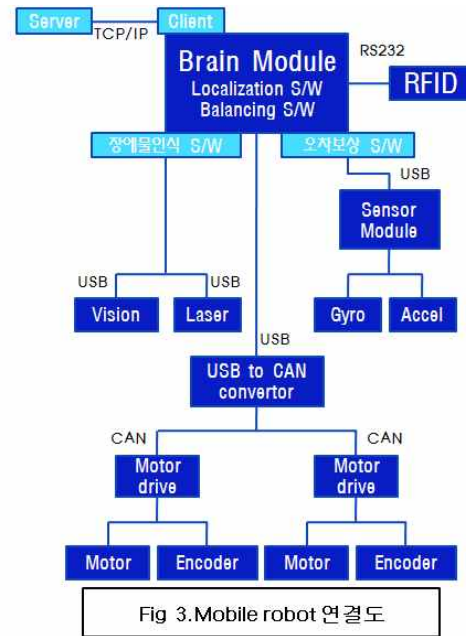 Server
Client
TCP/IP
Brain Module
Localization S/W
Balancing S/W
RS232
RFID
장애물인식 S/W
오차보상 S/W
USB
Sensor
Module
USB
USB
Vision
Laser
Gyro
Accel
USB
USB to CAN
convertor
CAN
CAN
Motor
drive
Motor
drive
Motor
Encoder
Motor
Encoder
Fig 3.Mobile robot 연결도